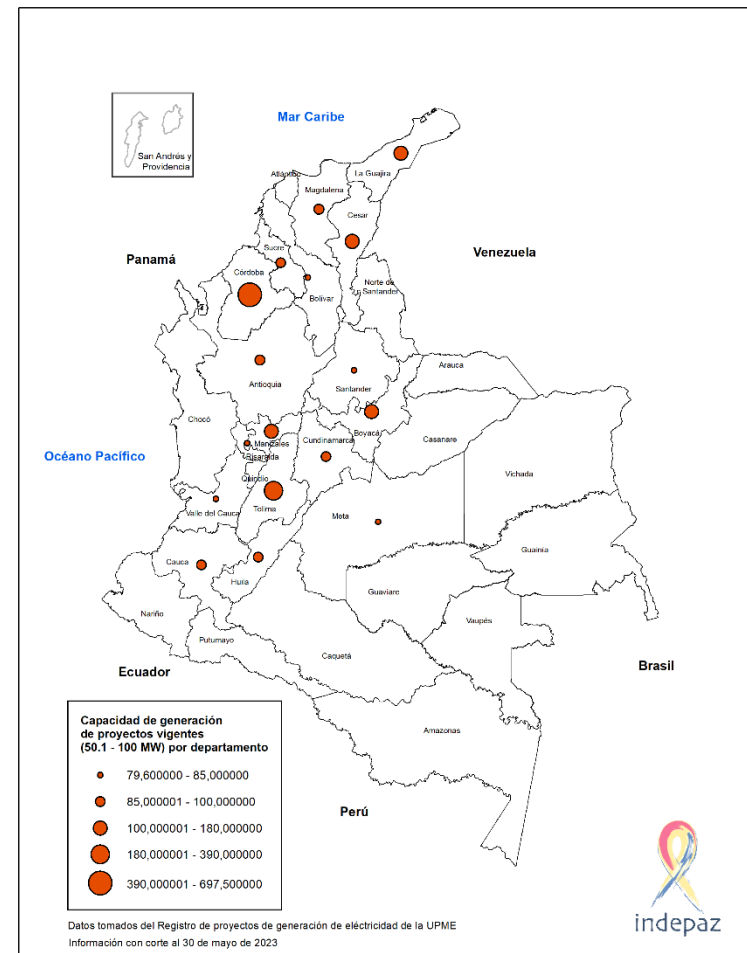 Mar Caribe
San Andrés y
Providencia
La Guajira
Atlántico
Magdalena
Cesar
Panamá
Venezuela
Sucre
Córdoba
Norte de
Santander
Bolívar
Arauca
Antioquia
Santander
Chocó
Boyacá
Cundinamarca
Manizales
Casanare
Océano Pacífico
Risaralda
Vichada
Quindío
Tolima
Valle del Cauca
Meta
Guainía
Cauca
Huila
Guaviare
Nariño
Vaupés
Putumayo
Caquetá
Ecuador
Brasil
Amazonas
Perú
Capacidad de generación
de proyectos vigentes
(50.1 - 100 MW) por departamento
79,600000 - 85,000000
85,000001 - 100,000000
100,000001 - 180,000000
180,000001 - 390,000000
390,000001 - 697,500000
indepaz
Datos tomados del Registro de proyectos de generación de eléctricidad de la UPME
Información con corte al 30 de mayo de 2023